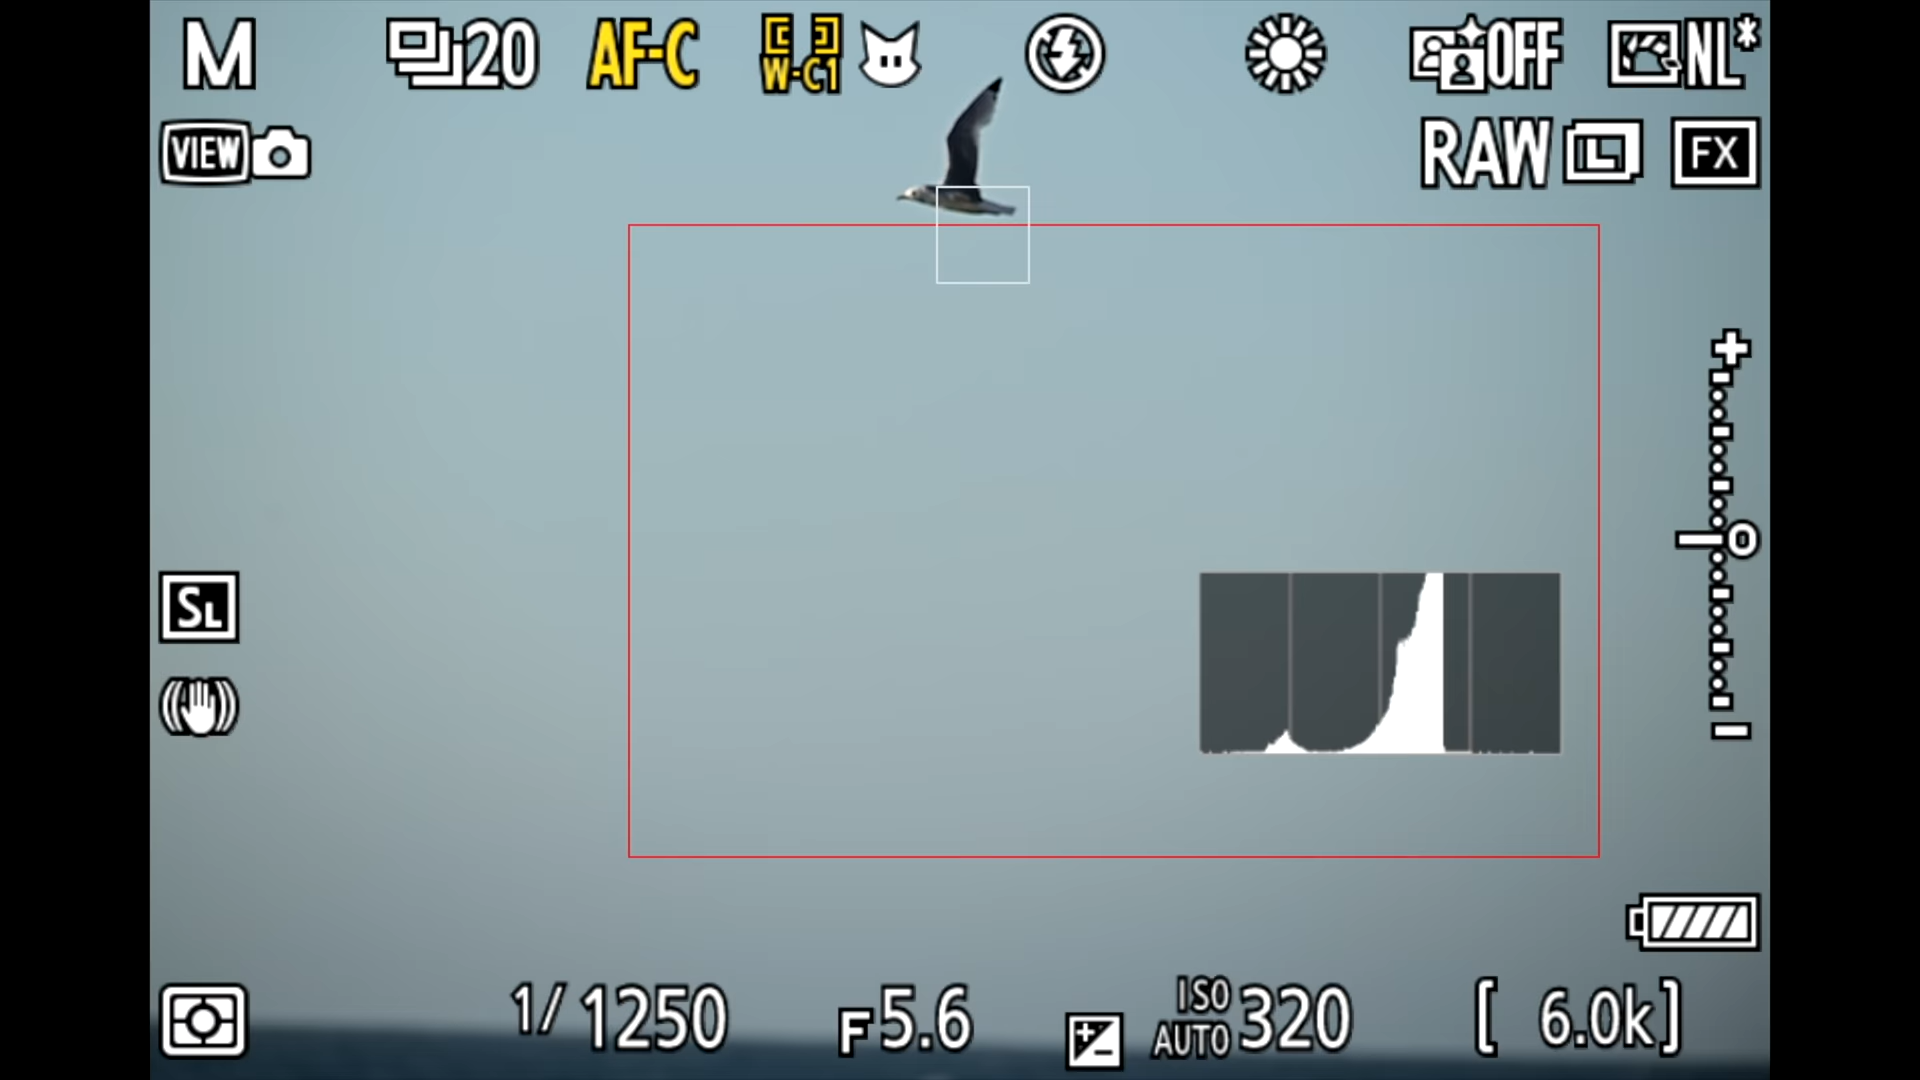 M 20 AF-C W-C1 OFF NL*
VIEW RAW L FX
+
0
SL
−
1/1250 F5.6 ISO AUTO 320 [ 6.0k]